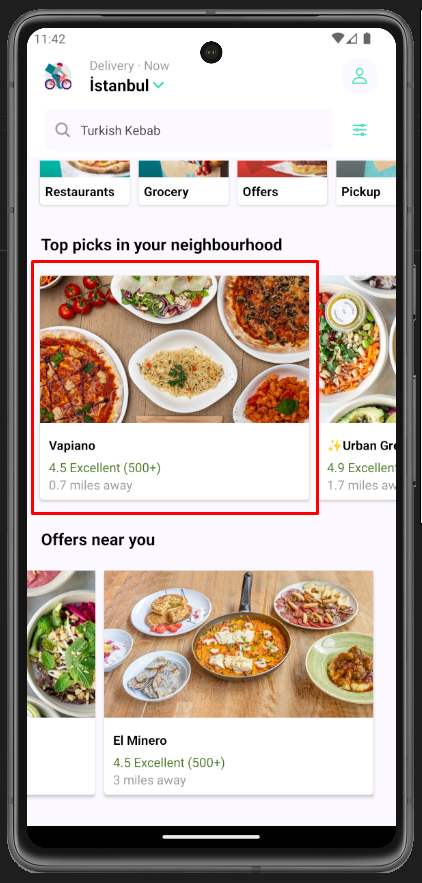 11:42
Delivery · Now
İstanbul
Turkish Kebab
Restaurants
Grocery
Offers
Pickup
Top picks in your neighbourhood
Vapiano
4.5 Excellent (500+)
0.7 miles away
✨Urban Gre
4.9 Excellen
1.7 miles aw
Offers near you
El Minero
4.5 Excellent (500+)
3 miles away